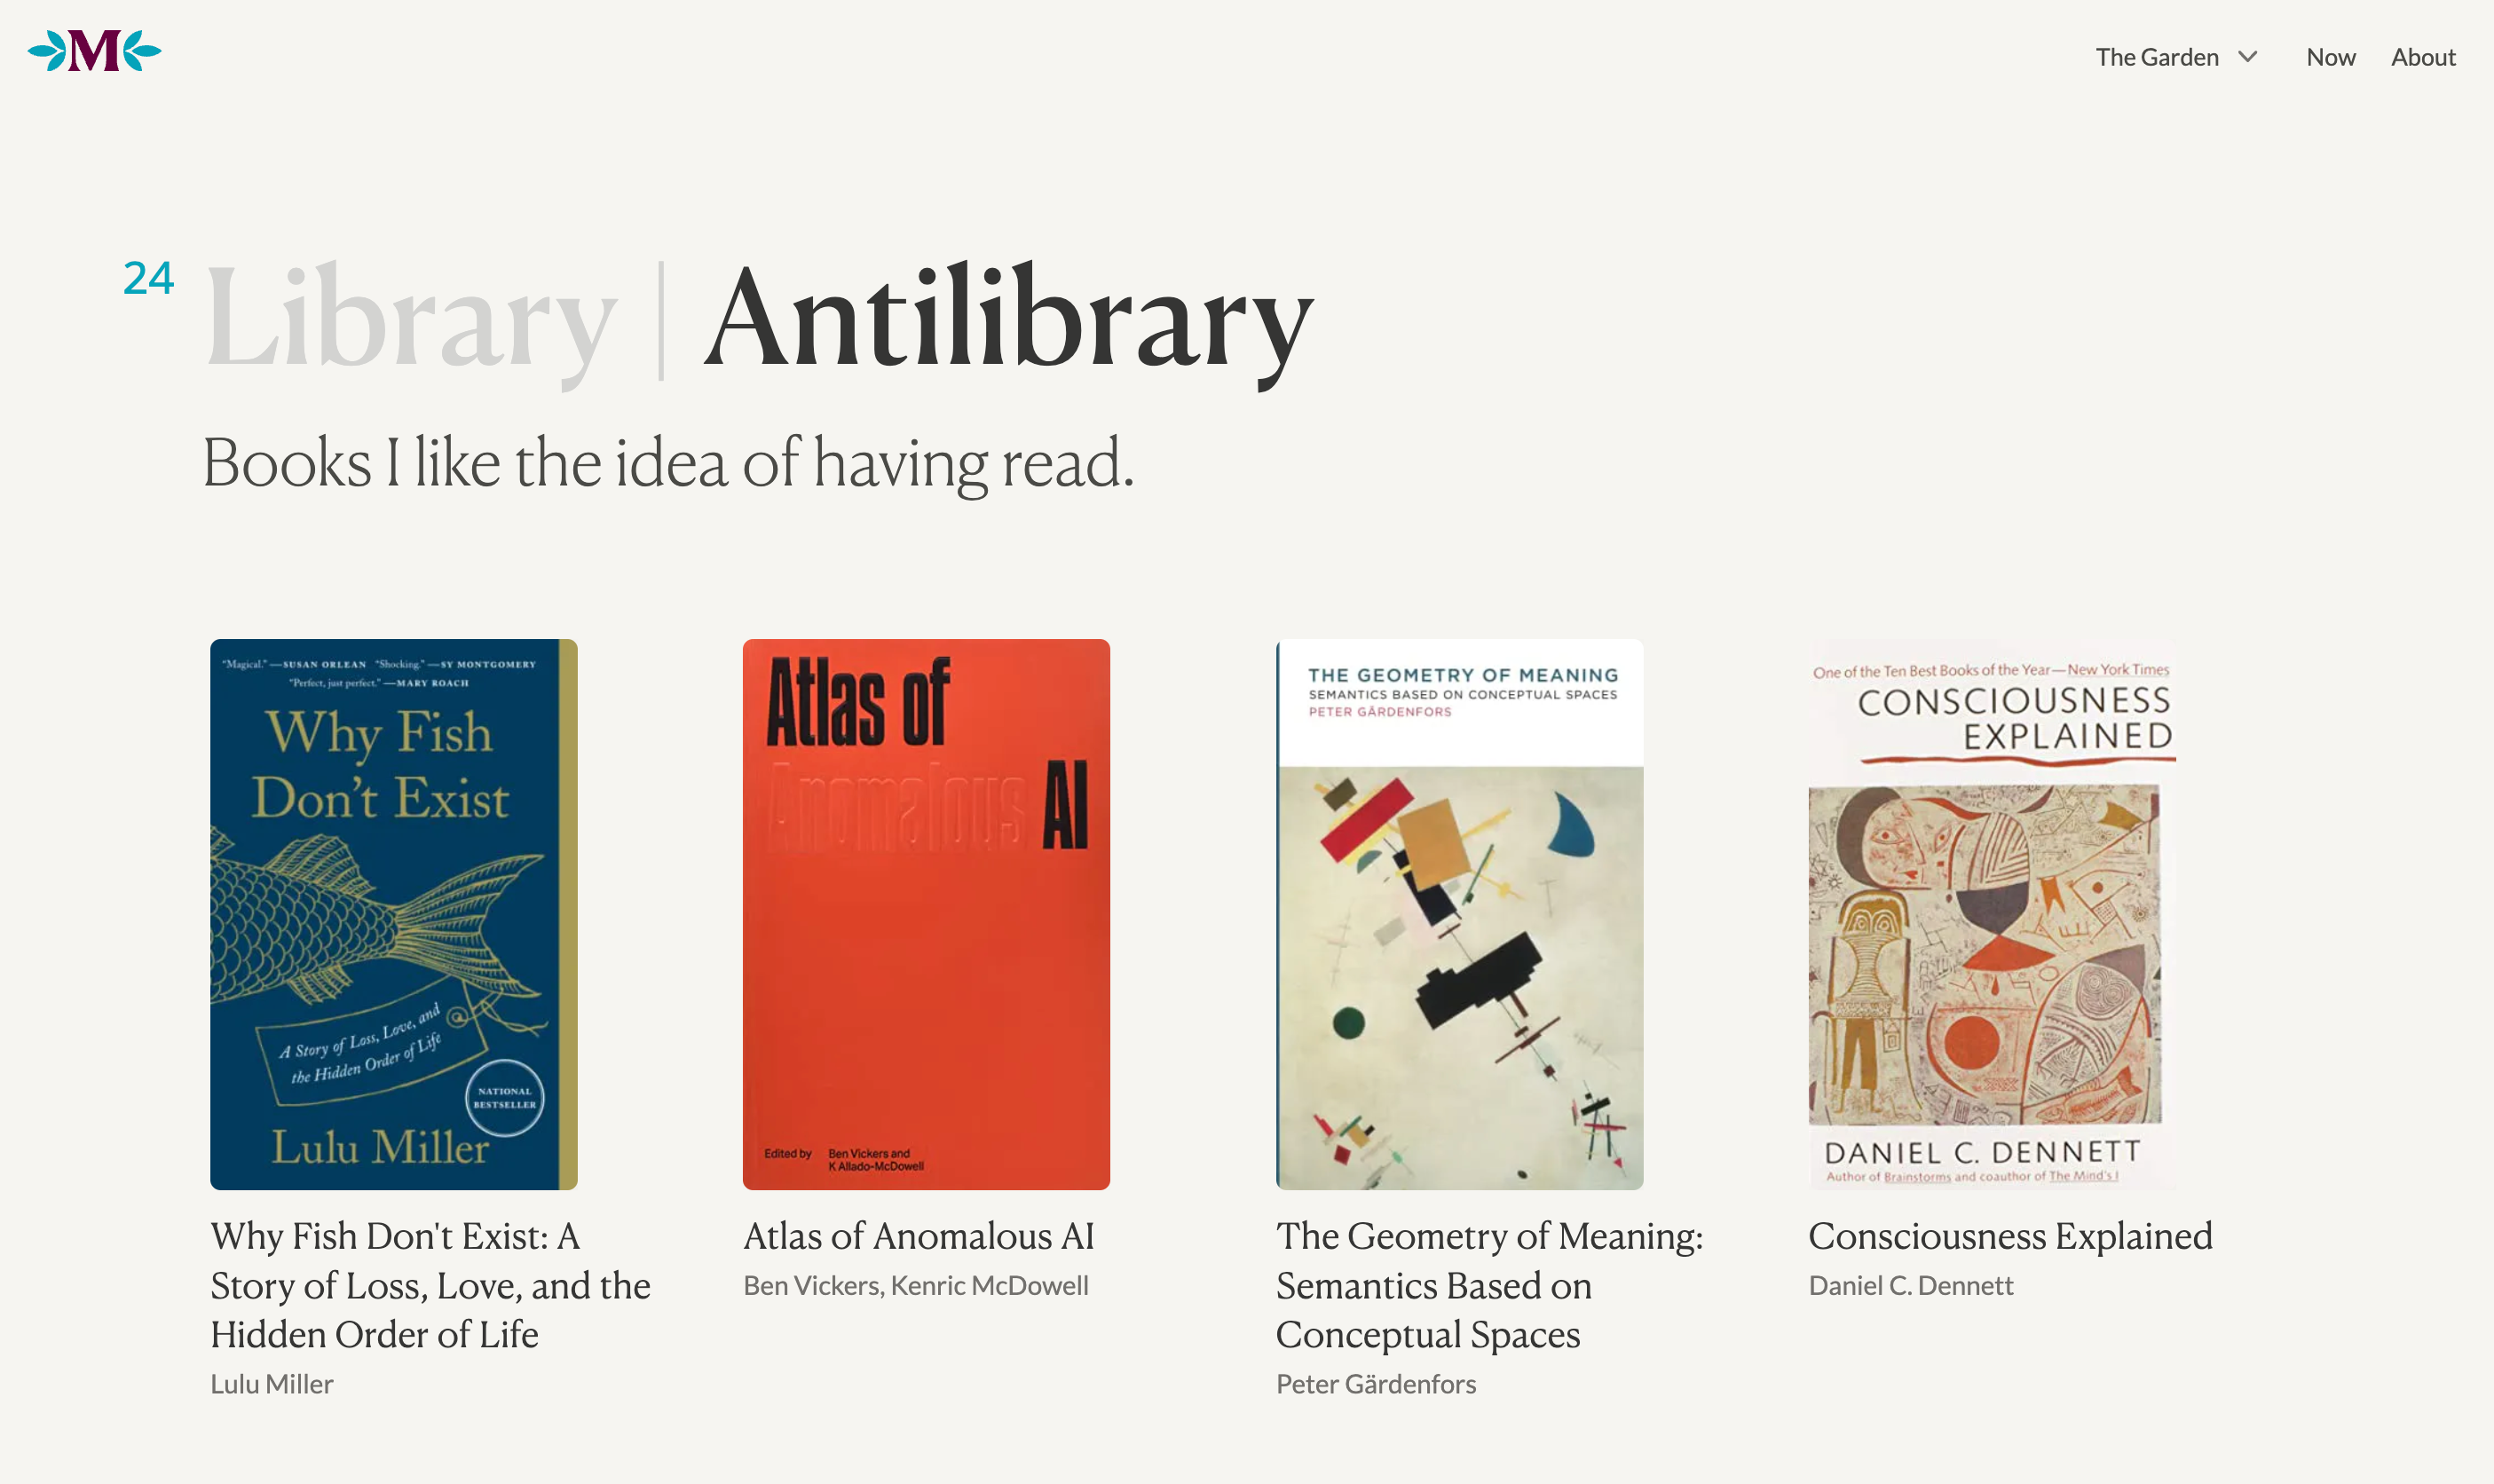 M
The Garden Now About
24
Library | Antilibrary
Books I like the idea of having read.
“Magical.” —SUSAN ORLEAN “Shocking.” —SY MONTGOMERY
“Perfect, just perfect.” —MARY ROACH
Why Fish
Don’t Exist
A Story of Loss, Love, and
the Hidden Order of Life
NATIONAL
BESTSELLER
Lulu Miller
Atlas of
Anomalous AI
Edited by Ben Vickers and
K Allado-McDowell
THE GEOMETRY OF MEANING
SEMANTICS BASED ON CONCEPTUAL SPACES
PETER GÄRDENFORS
One of the Ten Best Books of the Year—New York Times
CONSCIOUSNESS
EXPLAINED
DANIEL C. DENNETT
Author of Brainstorms and coauthor of The Mind's I
Why Fish Don't Exist: A
Story of Loss, Love, and the
Hidden Order of Life
Lulu Miller
Atlas of Anomalous AI
Ben Vickers, Kenric McDowell
The Geometry of Meaning:
Semantics Based on
Conceptual Spaces
Peter Gärdenfors
Consciousness Explained
Daniel C. Dennett